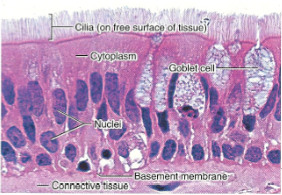 Cilia (on free surface of tissue)
Cytoplasm
Goblet cell
Nuclei
Basement membrane
Connective tissue